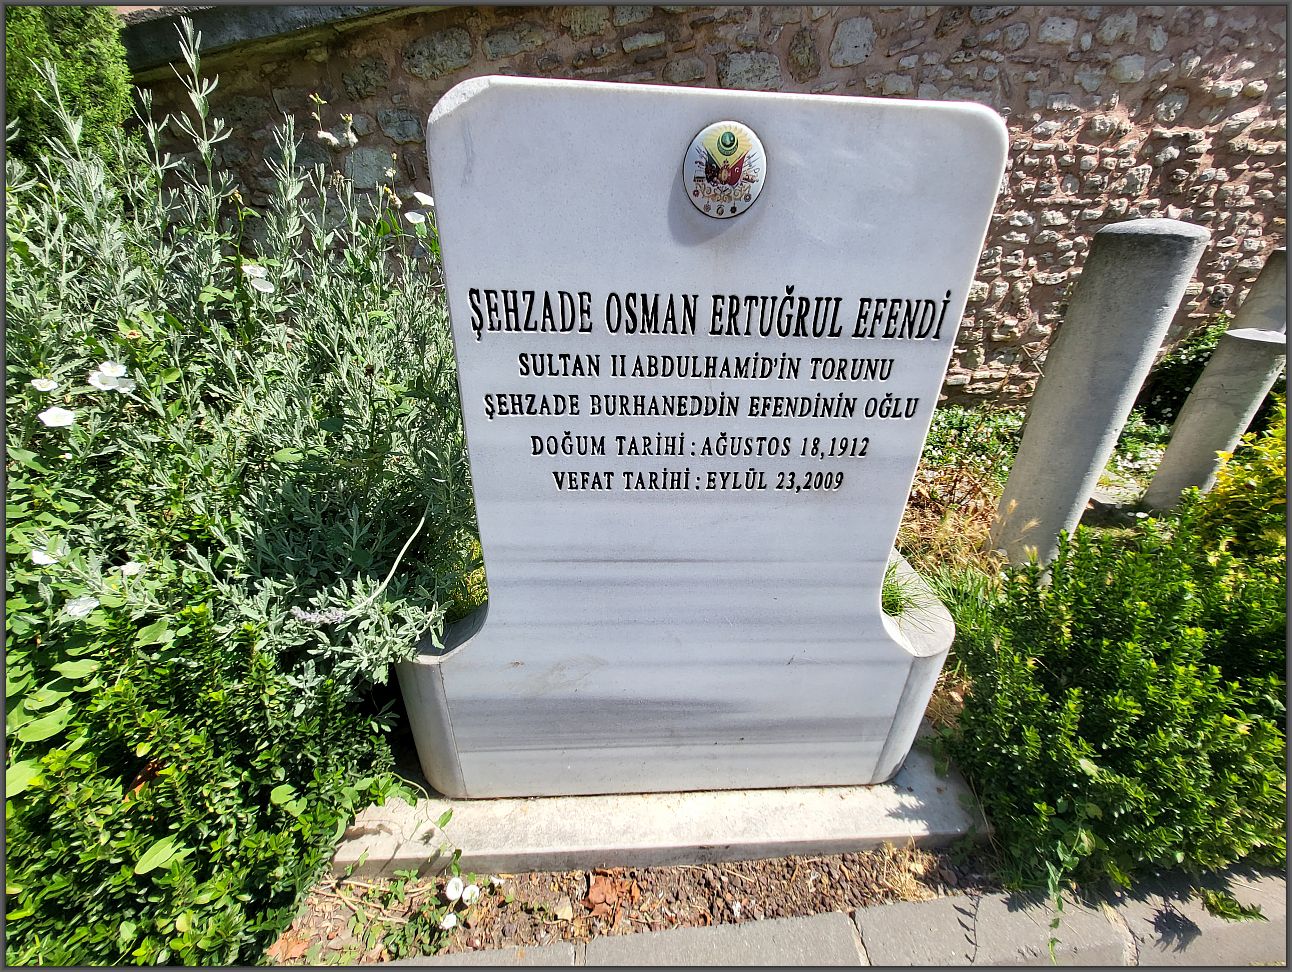 ŞEHZADE OSMAN ERTUĞRUL EFENDİ
SULTAN II ABDULHAMİD'İN TORUNU
ŞEHZADE BURHANEDDİN EFENDİNİN OĞLU
DOĞUM TARİHİ : AĞUSTOS 18,1912
VEFAT TARİHİ : EYLÜL 23,2009